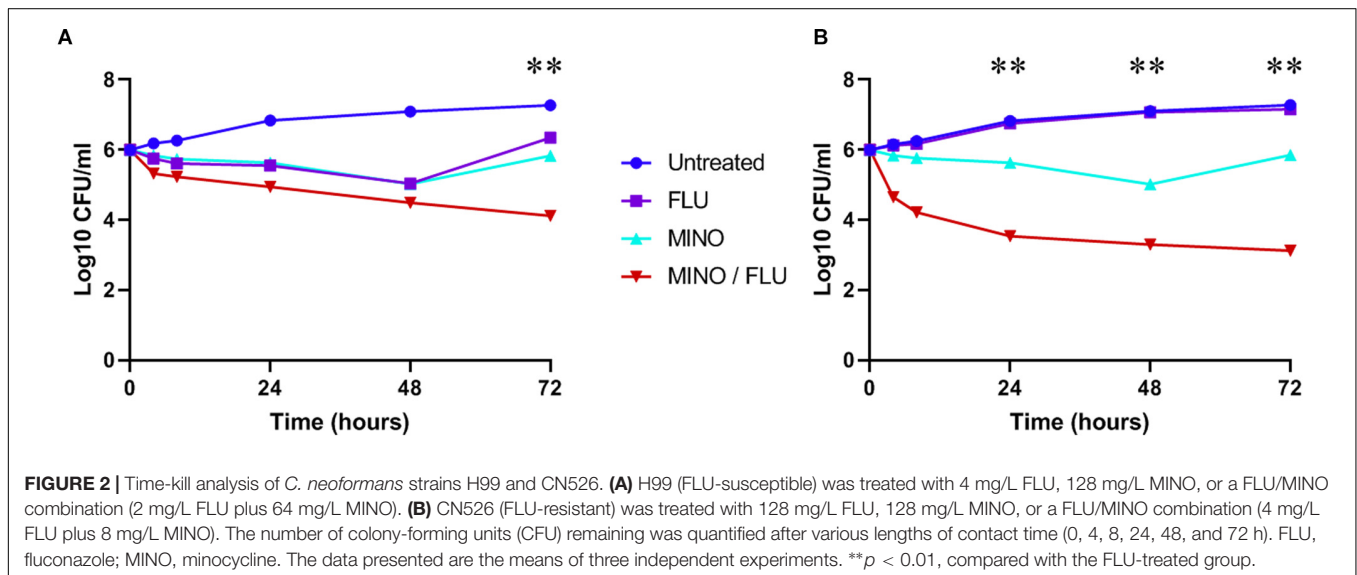 A
**
8
6
4
2
0
Log10 CFU/ml
0 24 48 72
Time (hours)
Untreated
FLU
MINO
MINO / FLU
B
** ** **
8
6
4
2
0
Log10 CFU/ml
0 24 48 72
Time (hours)
FIGURE 2 | Time-kill analysis of C. neoformans strains H99 and CN526. (A) H99 (FLU-susceptible) was treated with 4 mg/L FLU, 128 mg/L MINO, or a FLU/MINO
combination (2 mg/L FLU plus 64 mg/L MINO). (B) CN526 (FLU-resistant) was treated with 128 mg/L FLU, 128 mg/L MINO, or a FLU/MINO combination (4 mg/L
FLU plus 8 mg/L MINO). The number of colony-forming units (CFU) remaining was quantified after various lengths of contact time (0, 4, 8, 24, 48, and 72 h). FLU,
fluconazole; MINO, minocycline. The data presented are the means of three independent experiments. **p < 0.01, compared with the FLU-treated group.